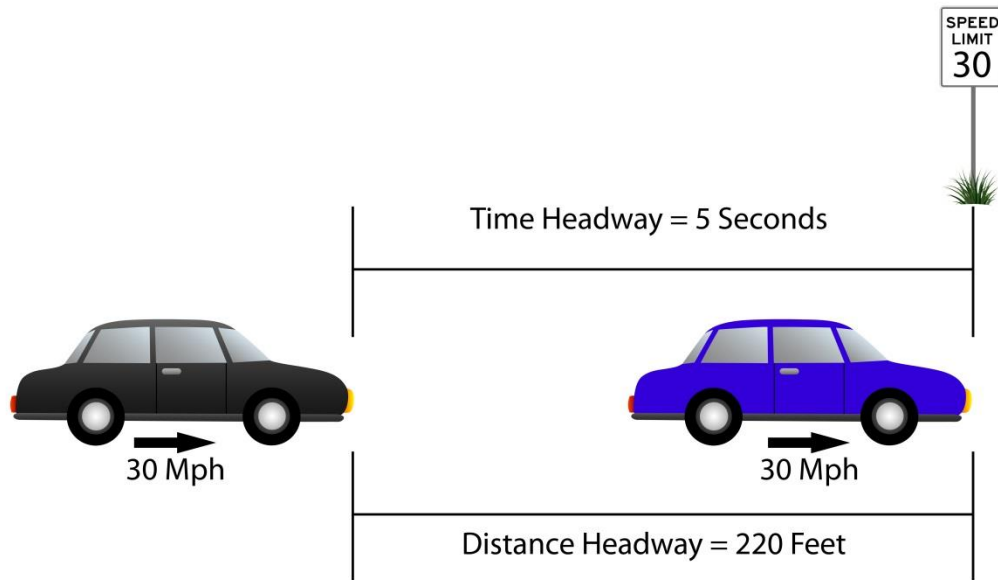 SPEED
LIMIT
30
Time Headway = 5 Seconds
30 Mph
30 Mph
Distance Headway = 220 Feet